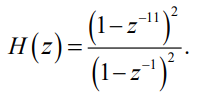 H(z) = (1 - z^{-11})^2 / (1 - z^{-1})^2.